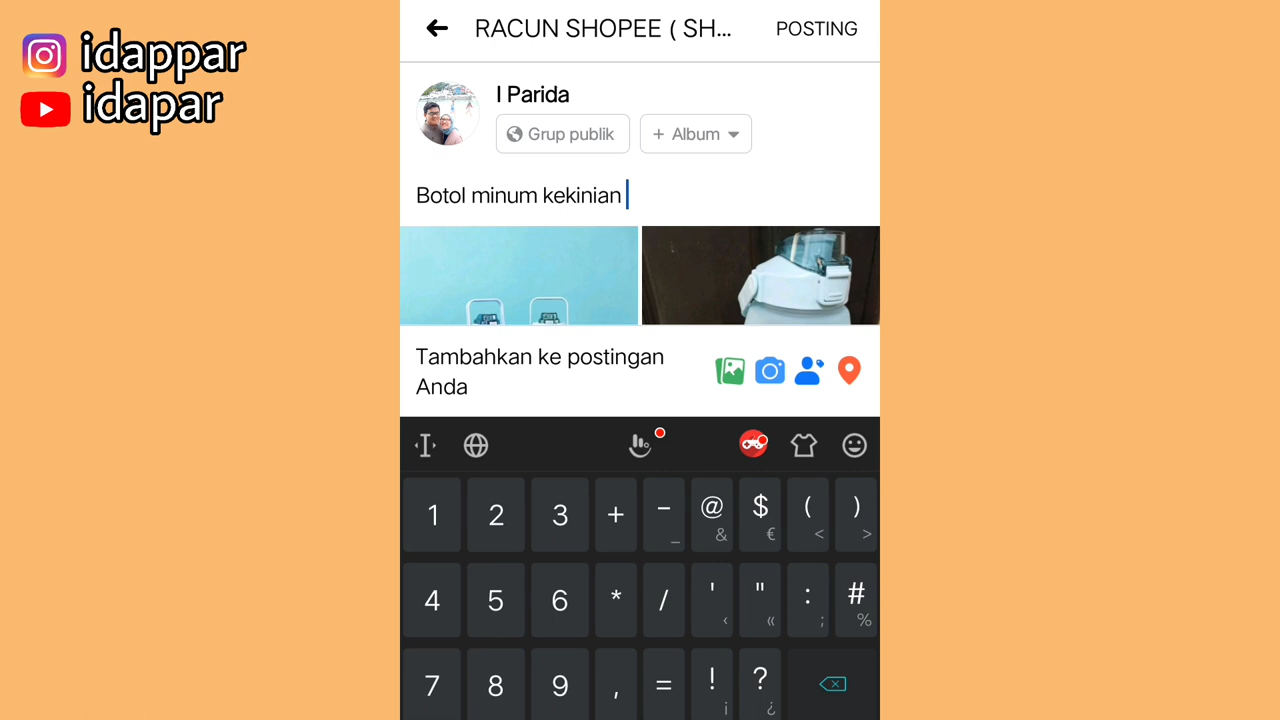 idappar
idapar
RACUN SHOPEE ( SH...
POSTING
I Parida
Grup publik
+ Album
Botol minum kekinian
Tambahkan ke postingan
Anda
1 2 3 + - @ $ ( )
_ & € < >
4 5 6 * / ' " : #
‹ « ; %
7 8 9 , = ! ?
¡ ¿